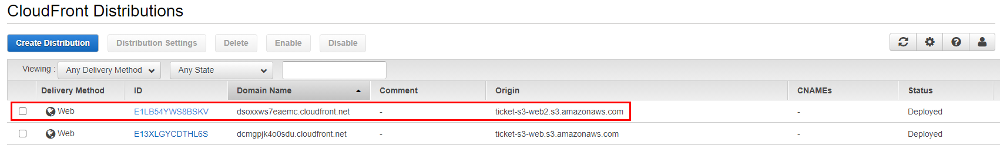 CloudFront Distributions
Create Distribution Distribution Settings Delete Enable Disable
Viewing : Any Delivery Method Any State
Delivery Method ID Domain Name Comment Origin CNAMEs Status
Web E1LB54YWS8BSKV dsoxxws7eaemc.cloudfront.net - ticket-s3-web2.s3.amazonaws.com - Deployed
Web E13XLGYCDTHL6S dcmgpjk4o0sdu.cloudfront.net - ticket-s3-web.s3.amazonaws.com - Deployed